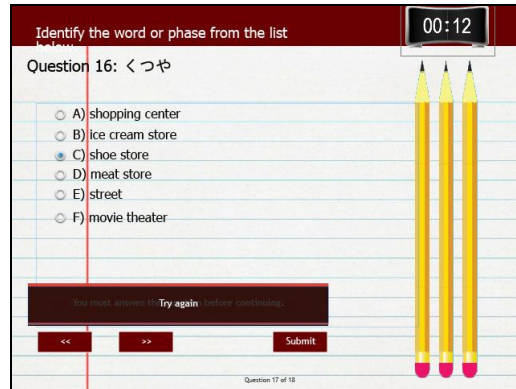 Identify the word or phase from the list
below
00:12
Question 16: くつや
A) shopping center
B) ice cream store
C) shoe store
D) meat store
E) street
F) movie theater
You must answer the Try again before continuing.
<<
>>
Submit
Question 17 of 18